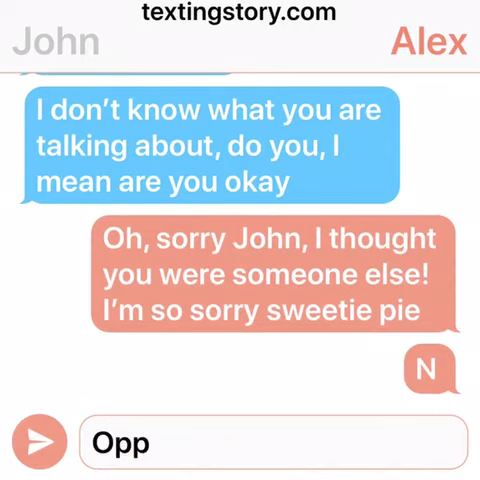 textingstory.com
John
Alex
I don’t know what you are
talking about, do you, I
mean are you okay
Oh, sorry John, I thought
you were someone else!
I’m so sorry sweetie pie
N
Opp